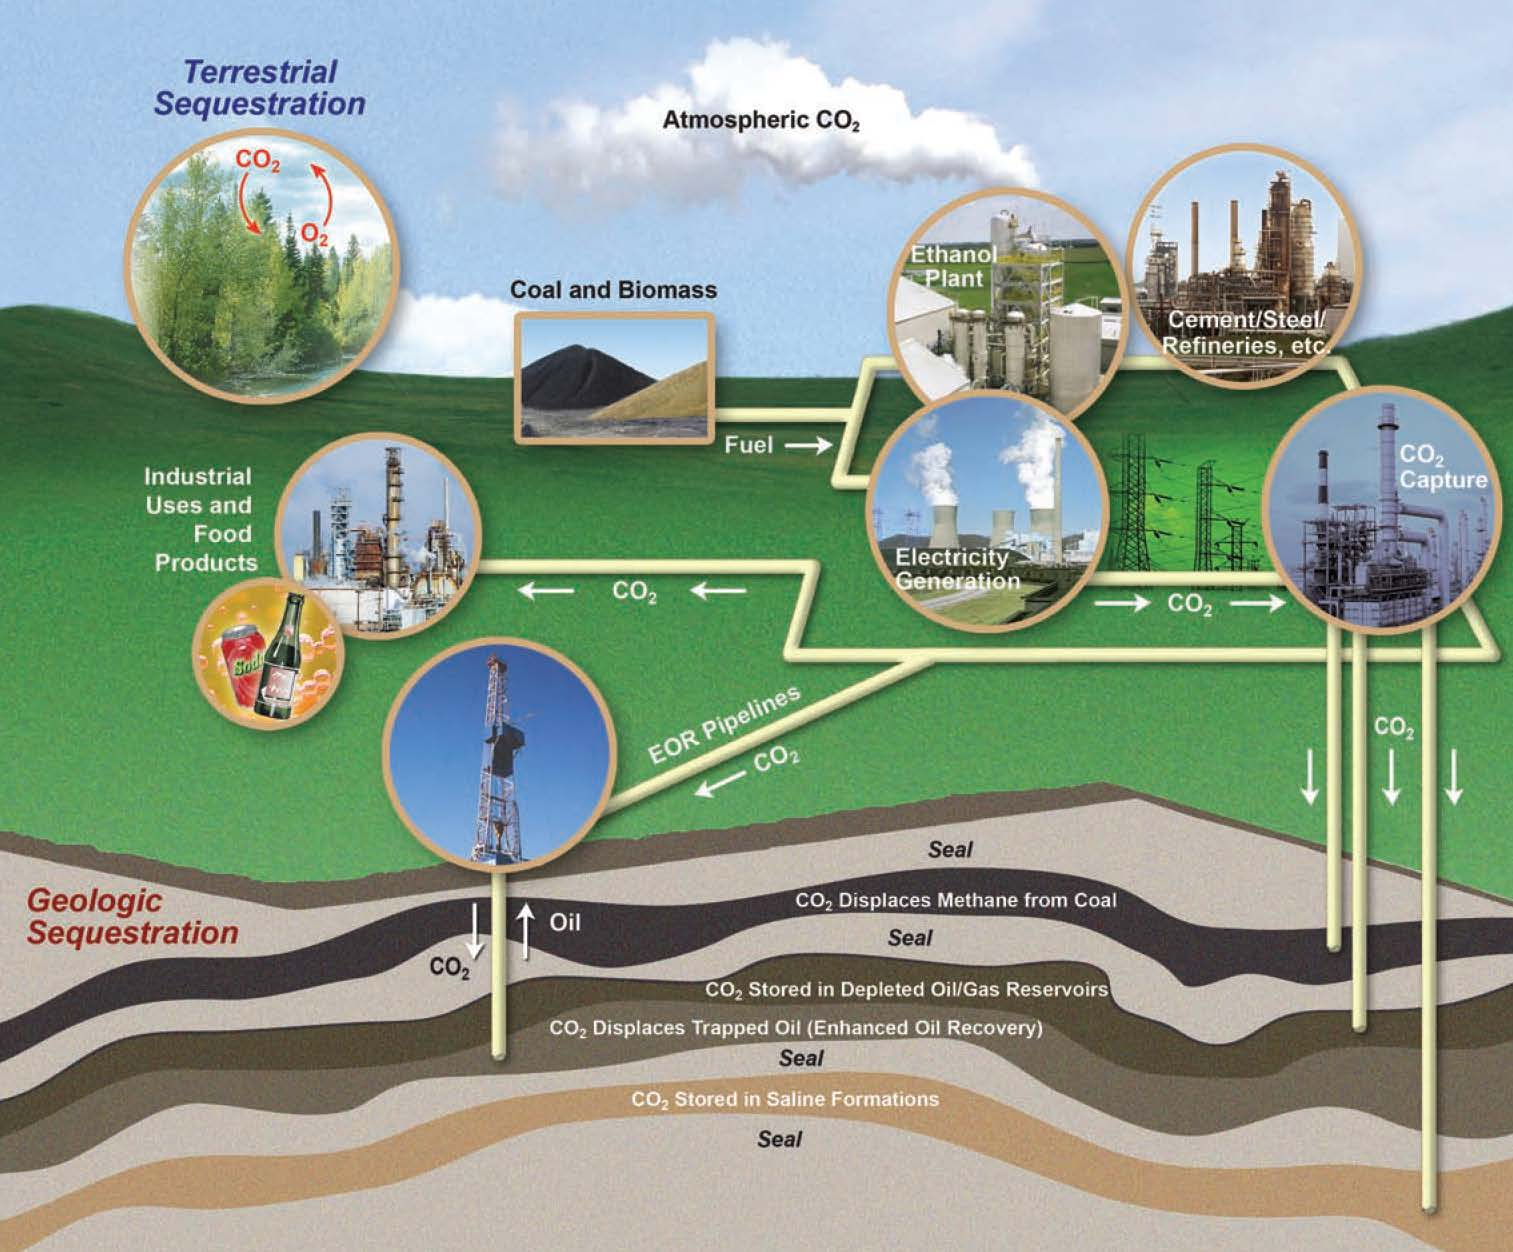 Terrestrial
Sequestration
Atmospheric CO₂
CO₂
O₂
Coal and Biomass
Fuel
Ethanol
Plant
Cement/Steel/
Refineries, etc.
CO₂
Capture
Electricity
Generation
CO₂
Industrial
Uses and
Food
Products
CO₂
Soda
EOR Pipelines
CO₂
CO₂
Geologic
Sequestration
Oil
CO₂
Seal
CO₂ Displaces Methane from Coal
Seal
CO₂ Stored in Depleted Oil/Gas Reservoirs
CO₂ Displaces Trapped Oil (Enhanced Oil Recovery)
Seal
CO₂ Stored in Saline Formations
Seal